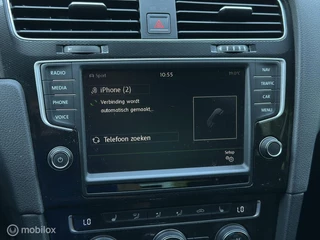 RADIO
MEDIA
PHONE
VOICE
10:55
iPhone (2)
Verbinding wordt
automatisch gemaakt...
Telefoon zoeken
Setup
NAV
TRAFFIC
CAR
MENU
LO
LO
mobilox